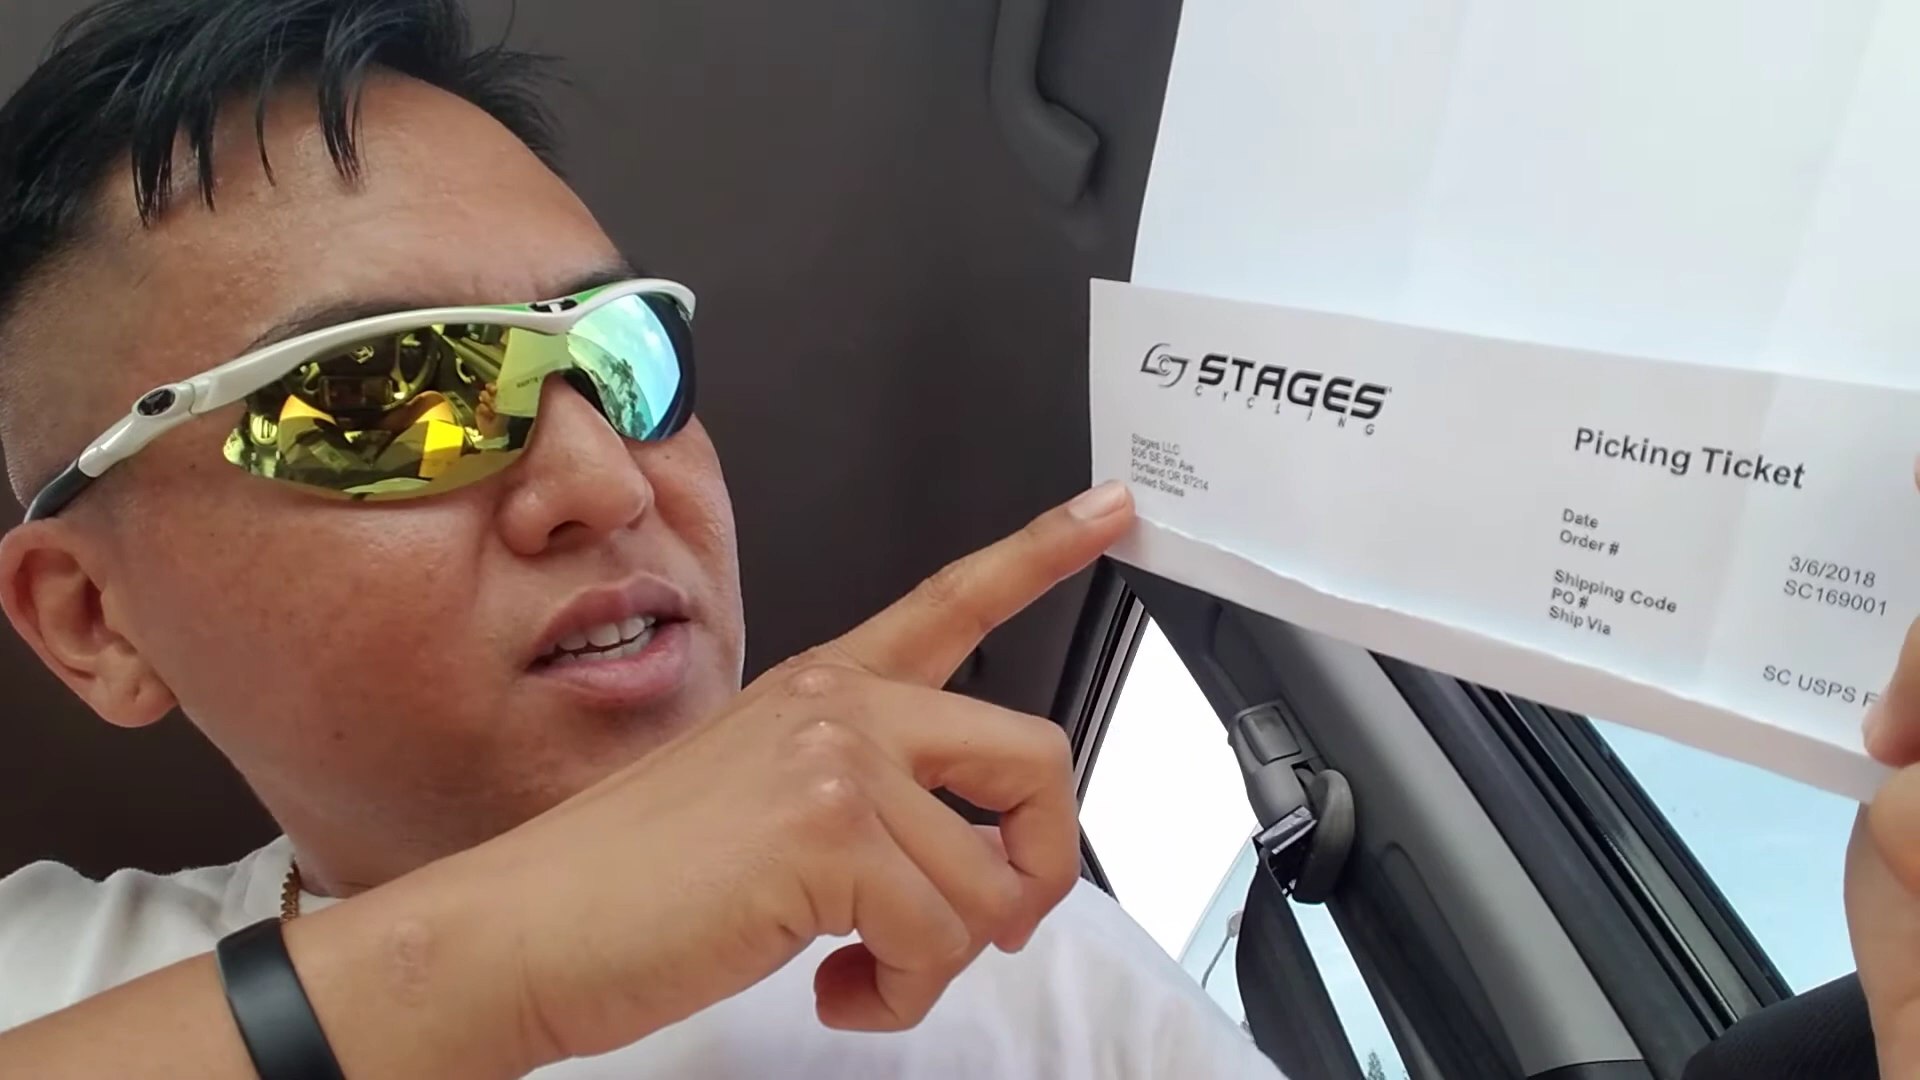 STAGES
CYCLING
Stages LLC
606 SE 9th Ave
Portland OR 97214
United States
Picking Ticket
Date
3/6/2018
Order #
SC169001
Shipping Code
PO #
Ship Via
SC USPS F